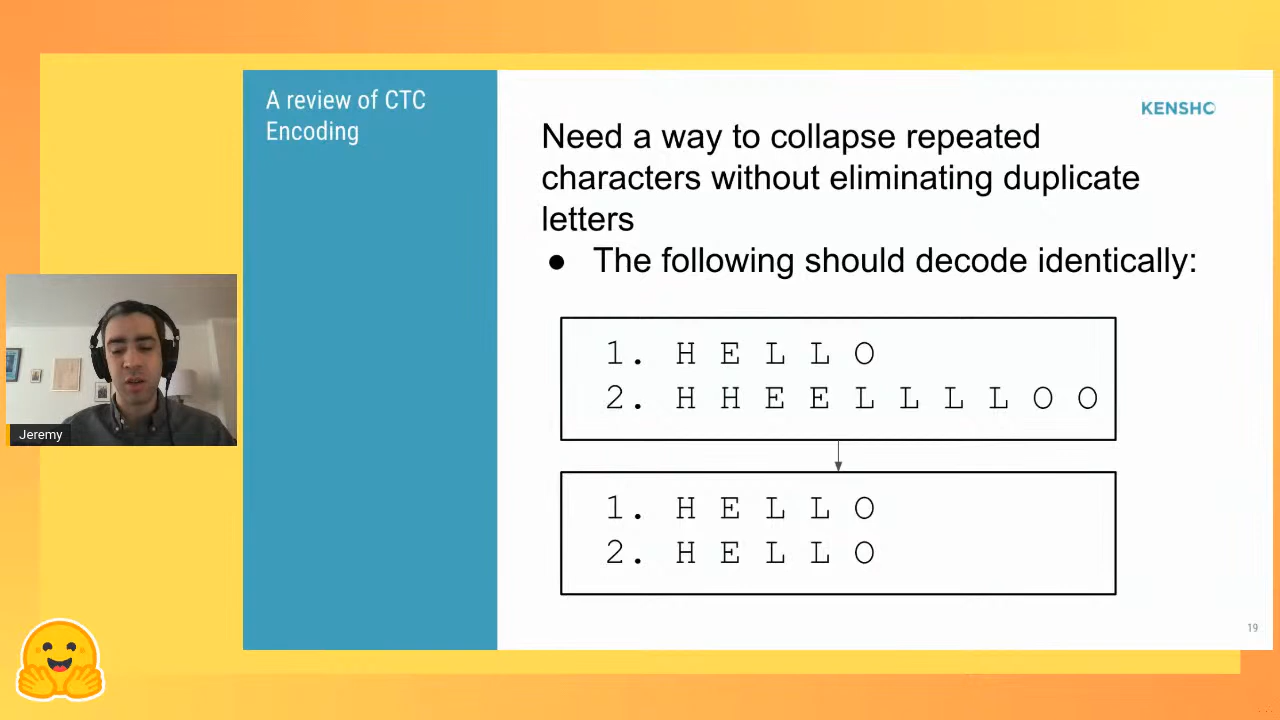 A review of CTC
Encoding
KENSHO
Need a way to collapse repeated
characters without eliminating duplicate
letters
● The following should decode identically:
1. H E L L O
2. H H E E L L L L O O
1. H E L L O
2. H E L L O
Jeremy
19